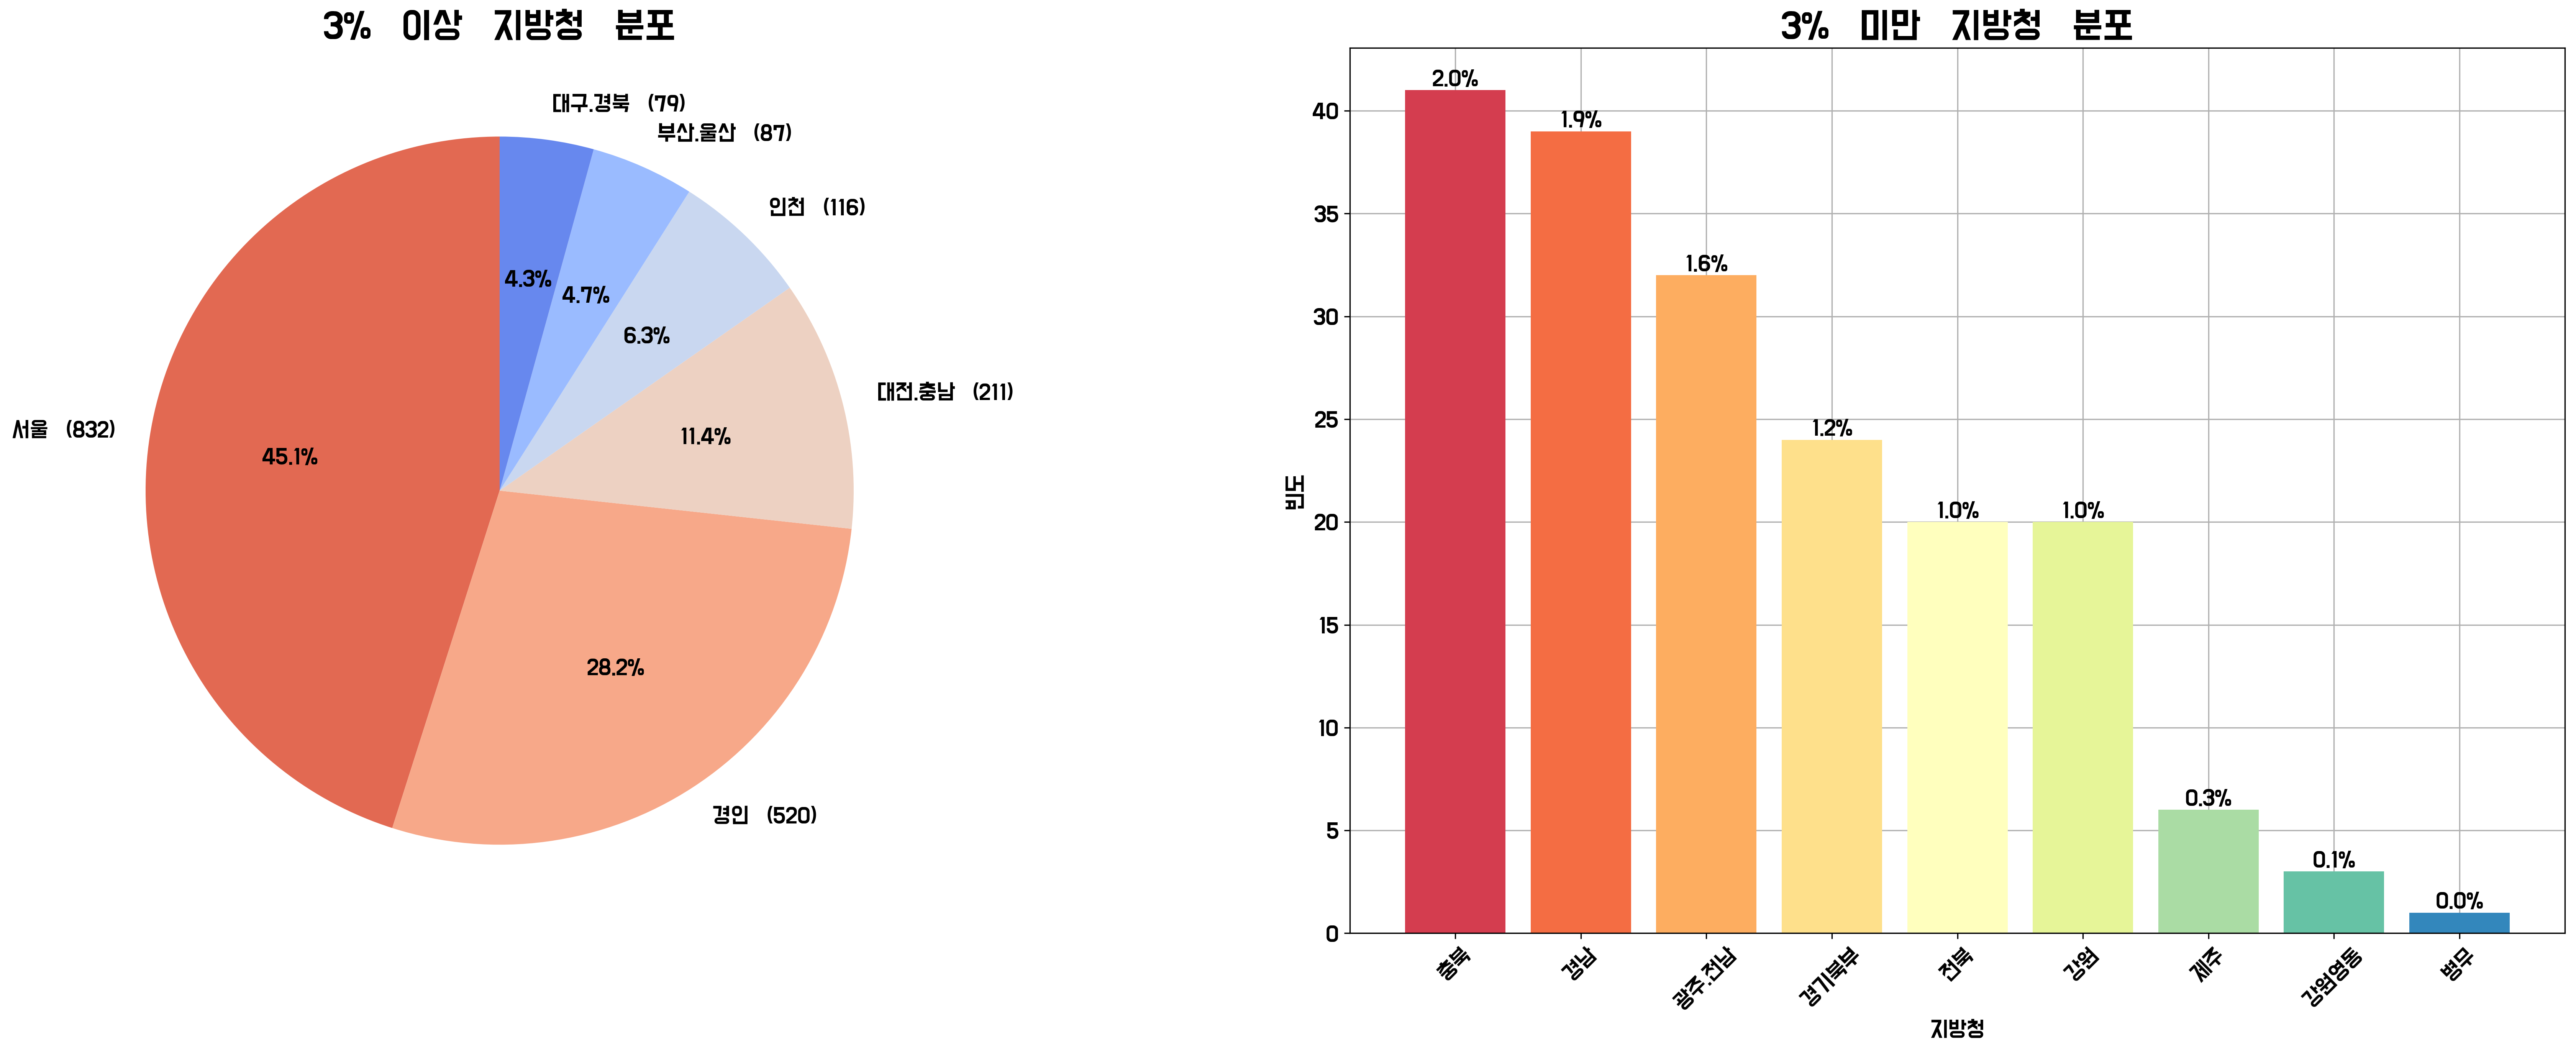 3% 이상 지방청 분포
대구.경북 (79)
부산.울산 (87)
인천 (116)
대전.충남 (211)
서울 (832)
경인 (520)
4.3%
4.7%
6.3%
11.4%
45.1%
28.2%
3% 미만 지방청 분포
빈도
40
35
30
25
20
15
10
5
0
2.0%
1.9%
1.6%
1.2%
1.0%
1.0%
0.3%
0.1%
0.0%
충북
경남
광주.전남
경기북부
전북
강원
제주
강원영동
병무
지방청